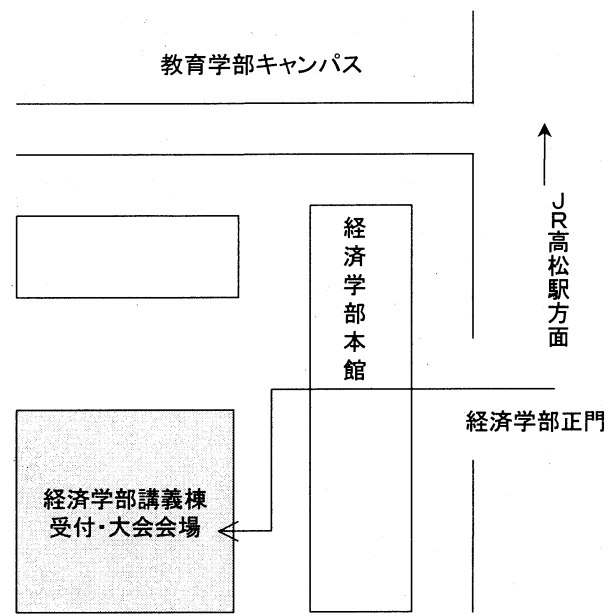 教育学部キャンパス
JR高松駅方面
経済学部本館
経済学部正門
経済学部講義棟
受付・大会会場